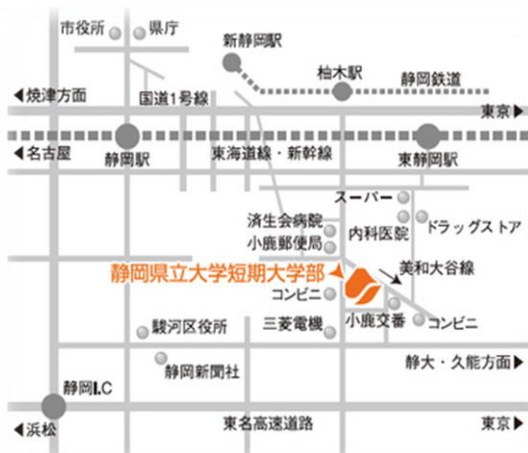 市役所
県庁
新静岡駅
柚木駅
静岡鉄道
焼津方面
国道1号線
東京
名古屋
静岡駅
東海道線・新幹線
東静岡駅
スーパー
済生会病院
内科医院
ドラッグストア
小鹿郵便局
静岡県立大学短期大学部
美和大谷線
コンビニ
小鹿交番
コンビニ
駿河区役所
三菱電機
静岡新聞社
静大・久能方面
静岡I.C
浜松
東名高速道路
東京